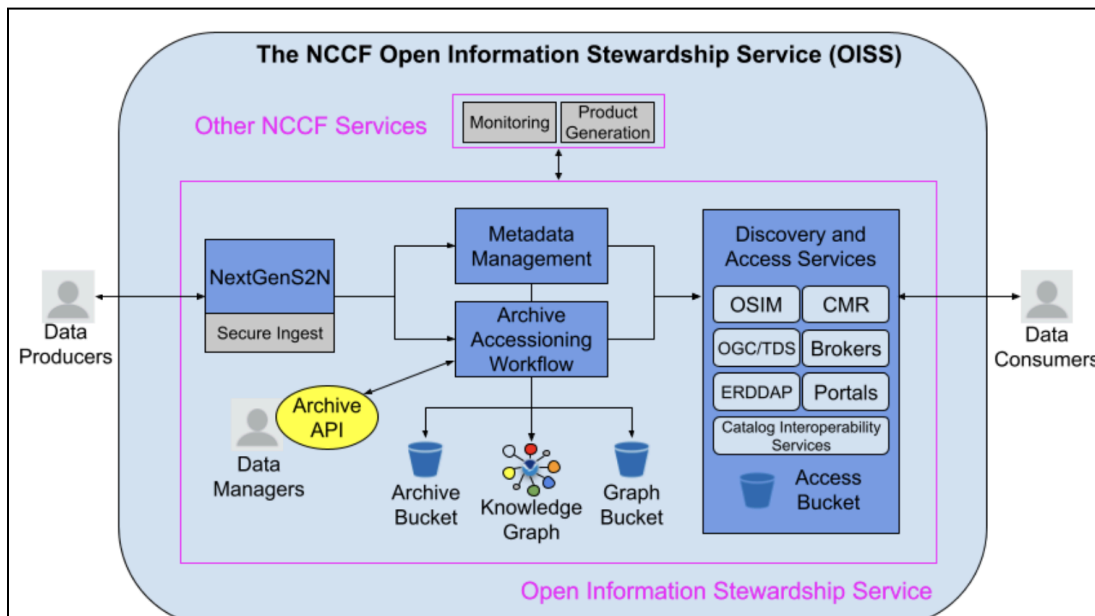 The NCCF Open Information Stewardship Service (OISS)
Other NCCF Services
Monitoring
Product
Generation
NextGenS2N
Secure Ingest
Metadata
Management
Archive
Accessioning
Workflow
Discovery and
Access Services
OSIM
CMR
OGC/TDS
Brokers
ERDDAP
Portals
Catalog Interoperability
Services
Access
Bucket
Data
Producers
Data
Consumers
Archive
API
Data
Managers
Archive
Bucket
Knowledge
Graph
Graph
Bucket
Open Information Stewardship Service